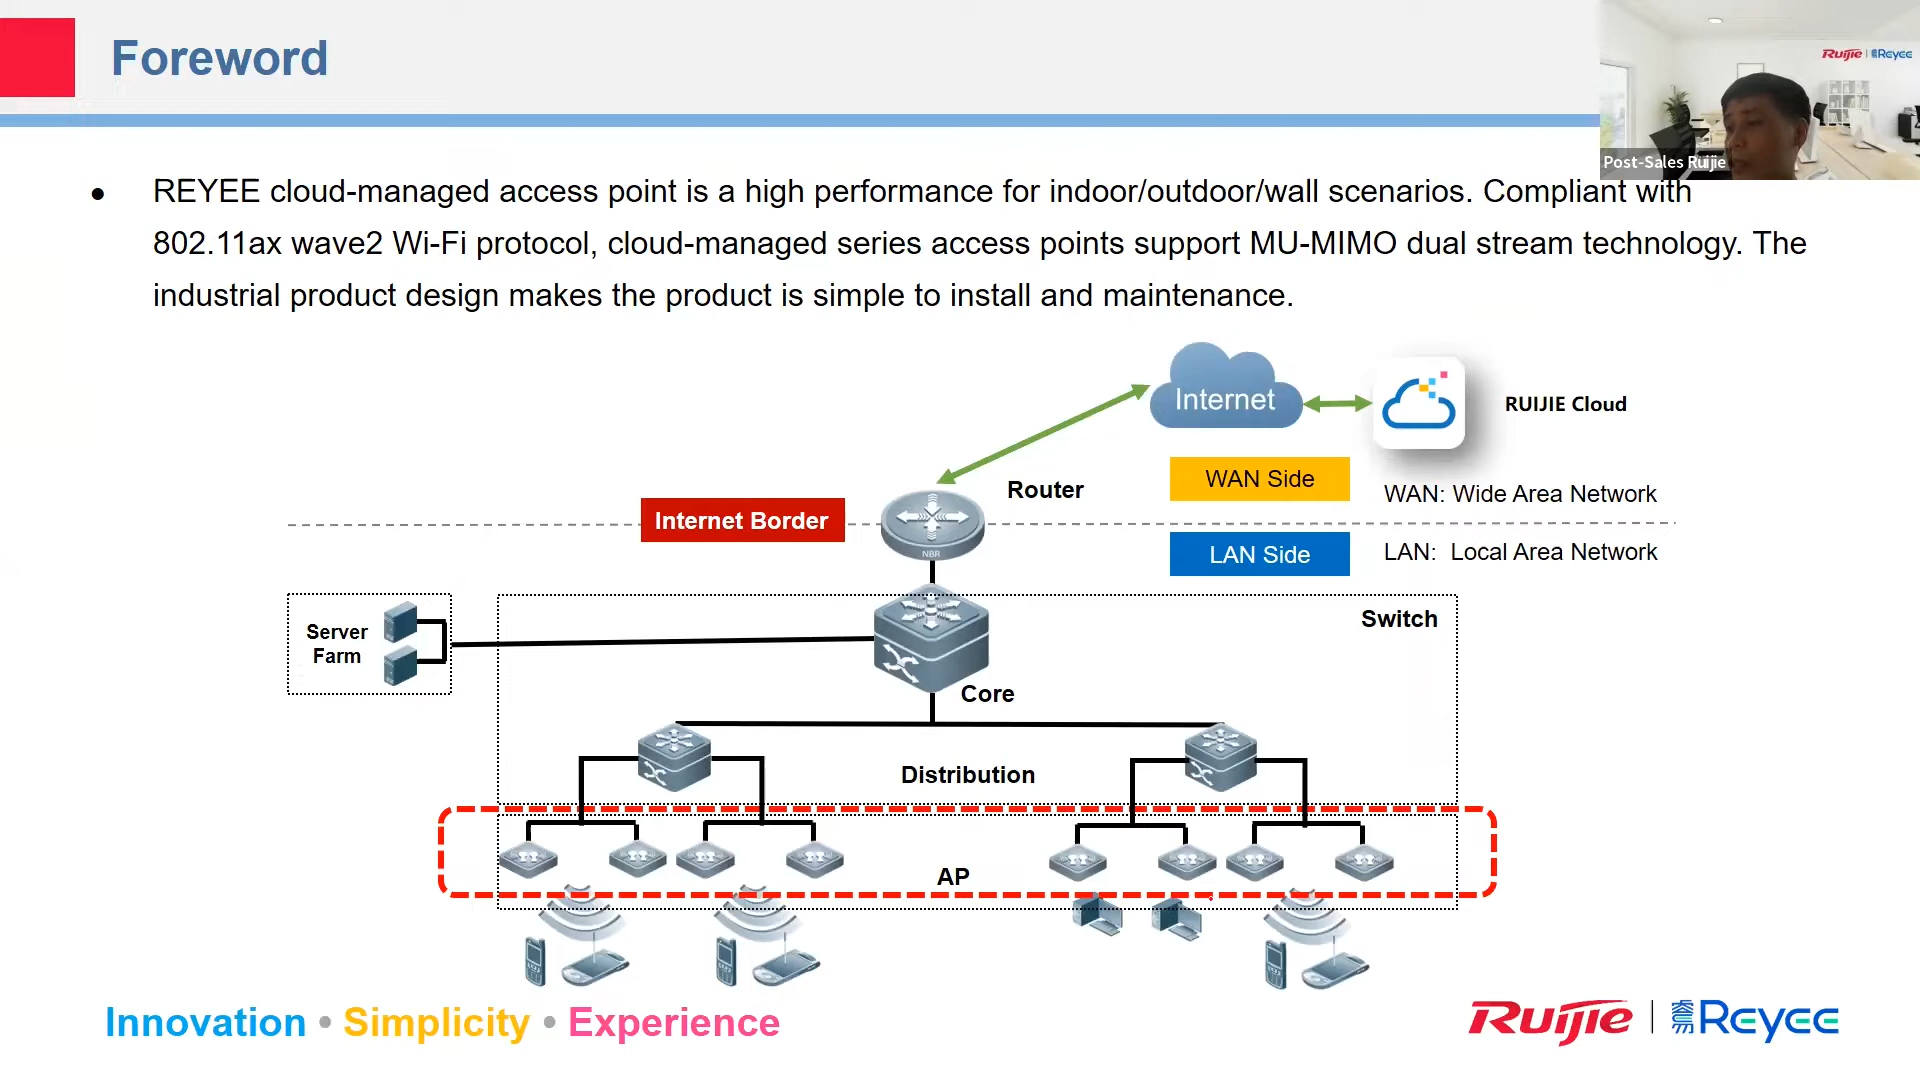 Foreword
Ruijie | Reyee
Post-Sales Ruijie
● REYEE cloud-managed access point is a high performance for indoor/outdoor/wall scenarios. Compliant with
802.11ax wave2 Wi-Fi protocol, cloud-managed series access points support MU-MIMO dual stream technology. The
industrial product design makes the product is simple to install and maintenance.
Internet
RUIJIE Cloud
Router
WAN Side
WAN: Wide Area Network
Internet Border
NBR
LAN Side
LAN: Local Area Network
Switch
Server
Farm
Core
Distribution
AP
Innovation • Simplicity • Experience
Ruijie | 睿易 Reyee